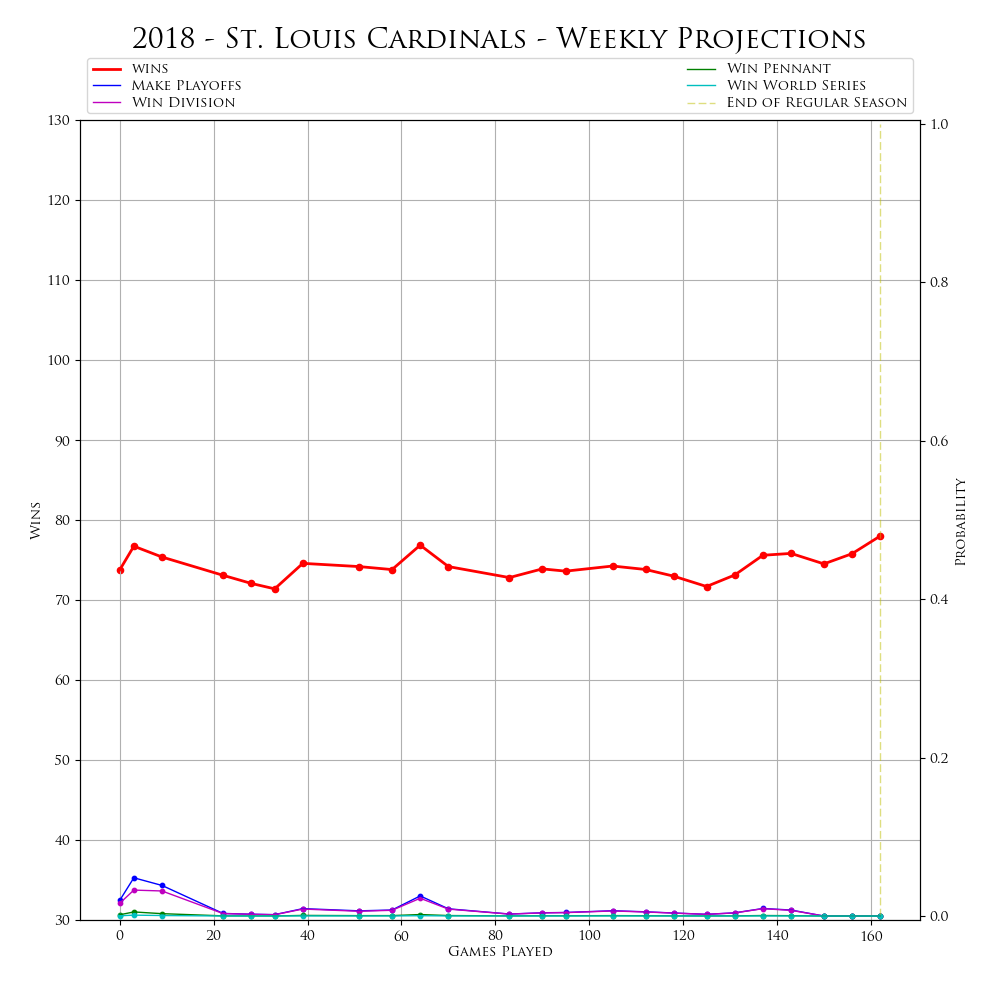 2018 - St. Louis Cardinals - Weekly Projections
wins
Make Playoffs
Win Division
Win Pennant
Win World Series
End of Regular Season
130
120
110
100
90
80
70
60
50
40
30
Wins
1.0
0.8
0.6
0.4
0.2
0.0
Probability
0 20 40 60 80 100 120 140 160
Games Played